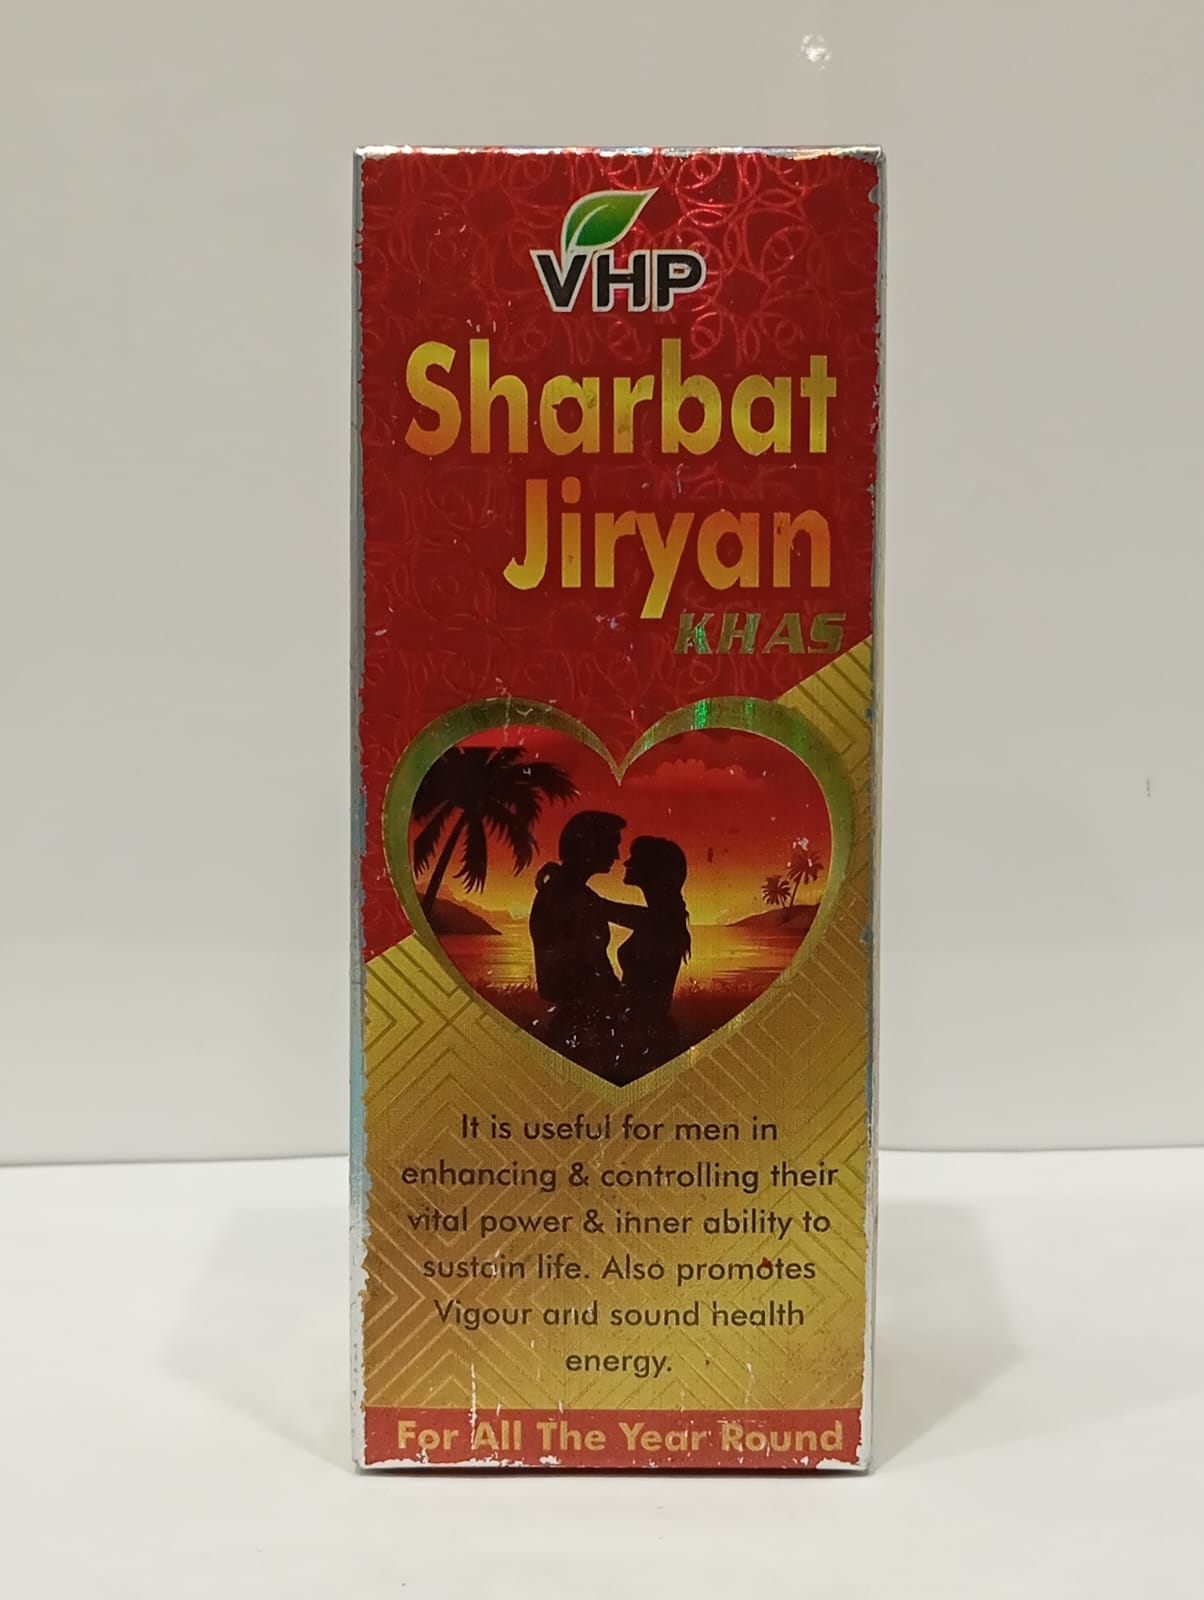 VHP
Sharbat
Jiryan
KHAS
It is useful for men in
enhancing & controlling their
vital power & inner ability to
sustain life. Also promotes
Vigour and sound health
energy.
For All The Year Round